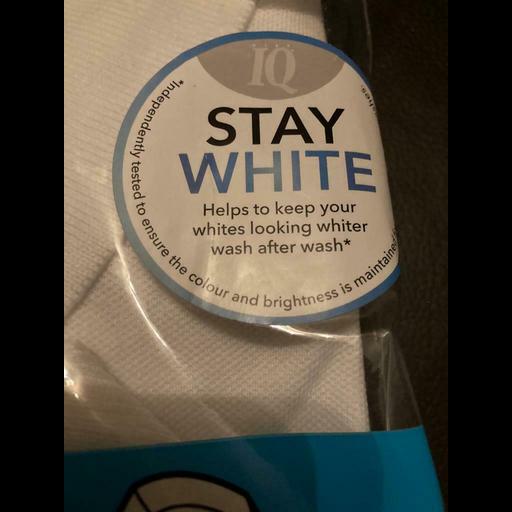 IQ
STAY
WHITE
Helps to keep your
whites looking whiter
wash after wash*
*Independently tested to ensure the colour and brightness is maintained